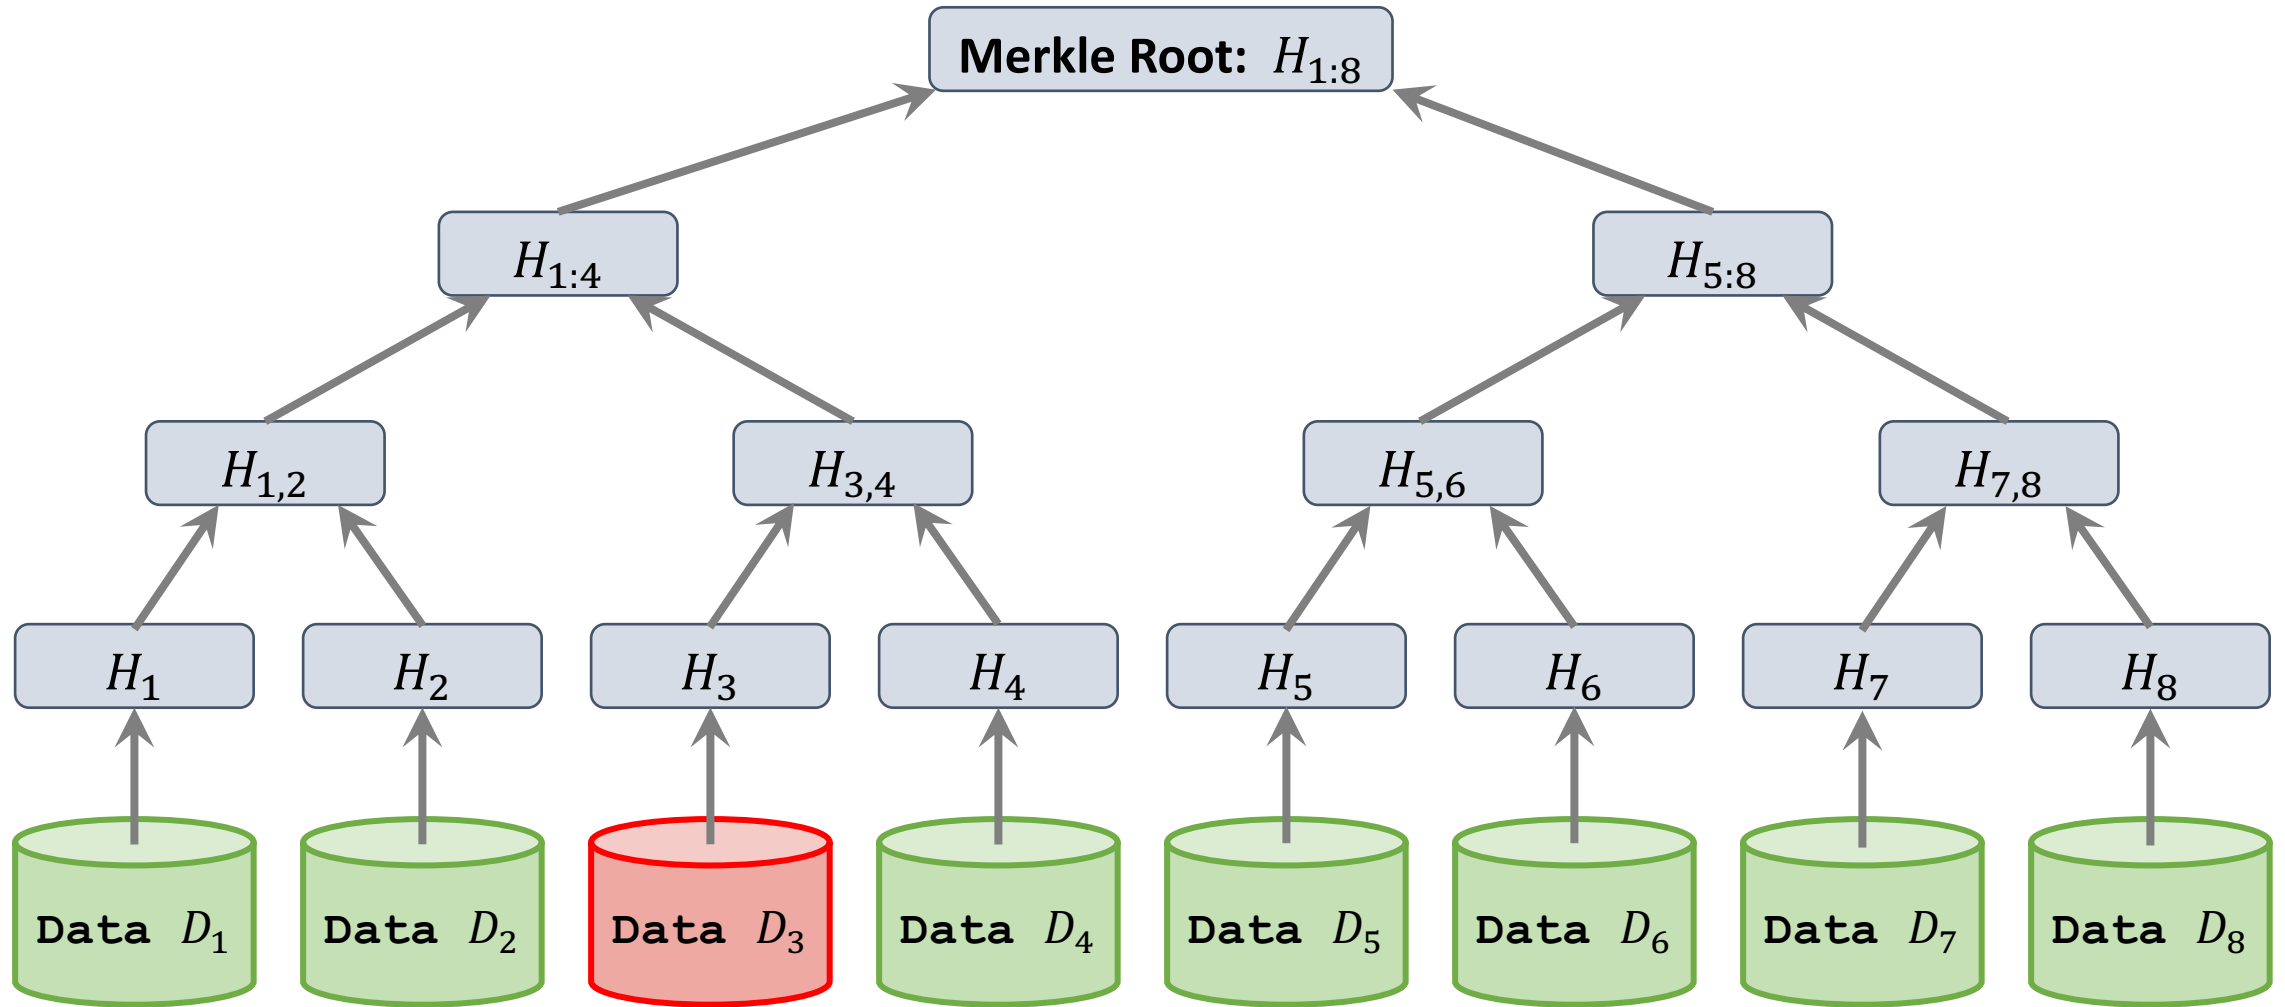 Merkle Root: H₁:₈
H₁:₄ H₅:₈
H₁,₂ H₃,₄ H₅,₆ H₇,₈
H₁ H₂ H₃ H₄ H₅ H₆ H₇ H₈
Data D₁ Data D₂ Data D₃ Data D₄ Data D₅ Data D₆ Data D₇ Data D₈